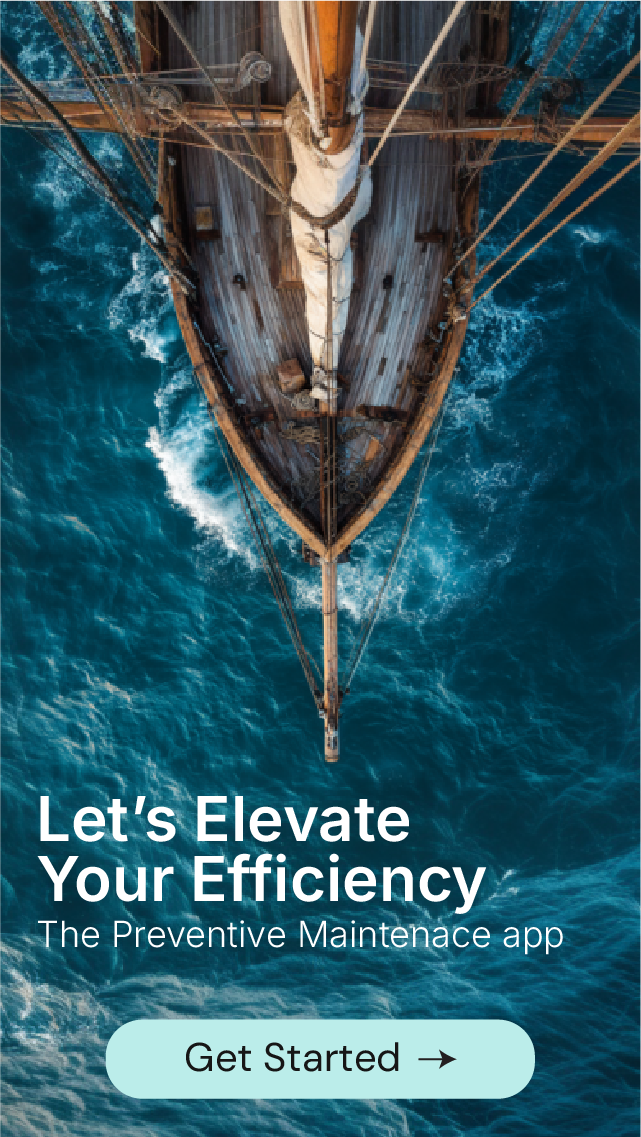 Let’s Elevate
Your Efficiency
The Preventive Maintenace app
Get Started →